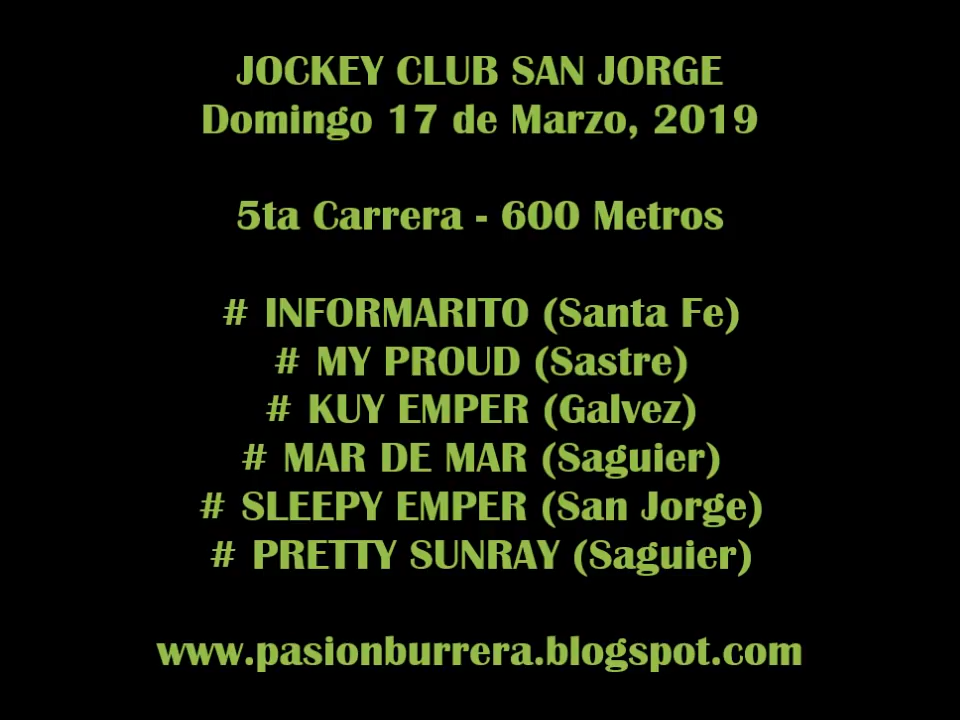 JOCKEY CLUB SAN JORGE
Domingo 17 de Marzo, 2019
5ta Carrera - 600 Metros
# INFORMARITO (Santa Fe)
# MY PROUD (Sastre)
# KUY EMPER (Galvez)
# MAR DE MAR (Saguier)
# SLEEPY EMPER (San Jorge)
# PRETTY SUNRAY (Saguier)
www.pasionburrera.blogspot.com